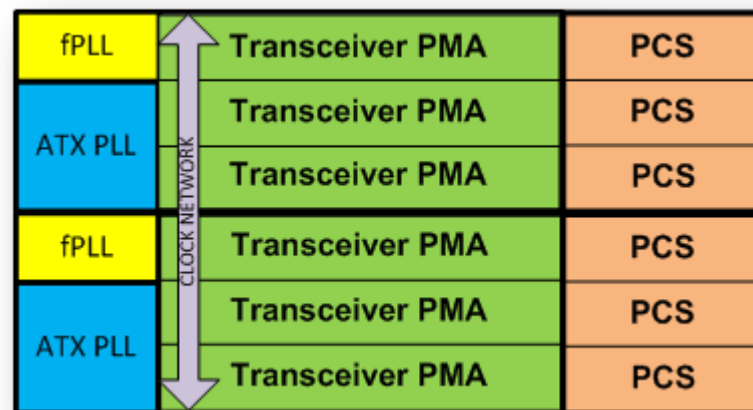 fPLL Transceiver PMA PCS
ATX PLL Transceiver PMA PCS
Transceiver PMA PCS
CLOCK NETWORK
fPLL Transceiver PMA PCS
ATX PLL Transceiver PMA PCS
Transceiver PMA PCS